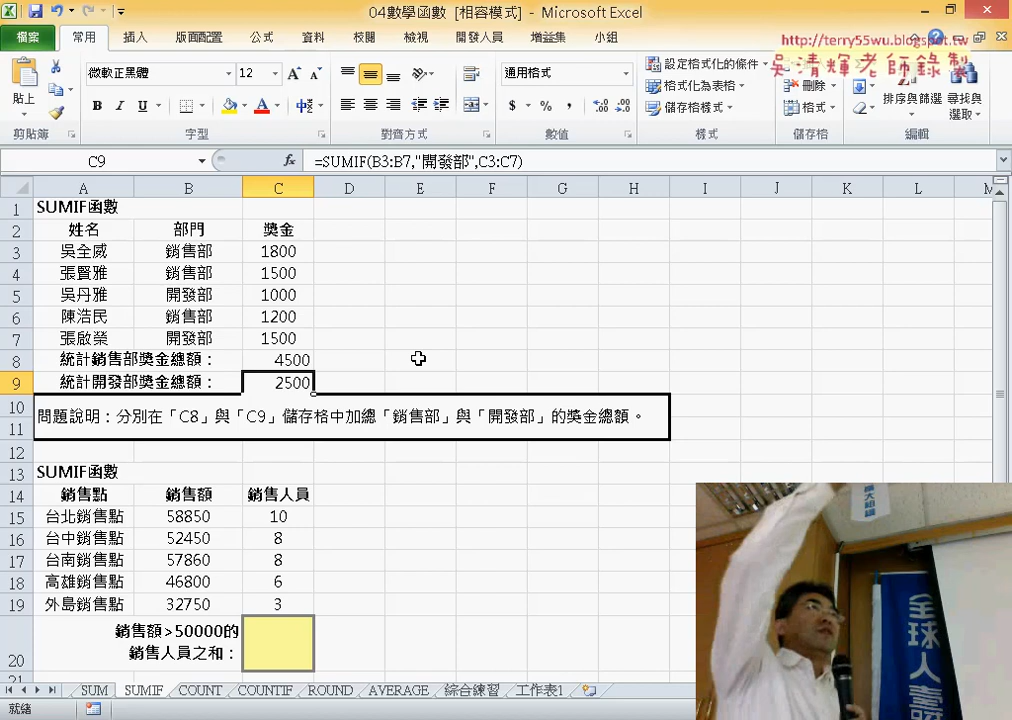 04數學函數 [相容模式] - Microsoft Excel
檔案 常用 插入 版面配置 公式 資料 校閱 檢視 開發人員 增益集 小組
http://terry55wu.blogspot.tw
吳清輝老師錄製
貼上
微軟正黑體 12 A A
B I U A 中
通用格式
$ % ,
設定格式化的條件
格式化為表格
儲存格樣式
刪除
格式
排序與篩選 尋找與
選取
剪貼簿 字型 對齊方式 數值 樣式 儲存格 編輯
C9 fx =SUMIF(B3:B7,"開發部",C3:C7)
A B C D E F G H I J K L M
1 SUMIF函數
2 姓名 部門 獎金
3 吳全威 銷售部 1800
4 張賢雅 銷售部 1500
5 吳丹雅 開發部 1000
6 陳浩民 銷售部 1200
7 張啟榮 開發部 1500
8 統計銷售部獎金總額： 4500
9 統計開發部獎金總額： 2500
10
問題說明：分別在「C8」與「C9」儲存格中加總「銷售部」與「開發部」的獎金總額。
11
12
13 SUMIF函數
14 銷售點 銷售額 銷售人員
15 台北銷售點 58850 10
16 台中銷售點 52450 8
17 台南銷售點 57860 8
18 高雄銷售點 46800 6
19 外島銷售點 32750 3
銷售額>50000的
20 銷售人員之和：
SUM SUMIF COUNT COUNTIF ROUND AVERAGE 綜合練習 工作表1
就緒
全球人壽